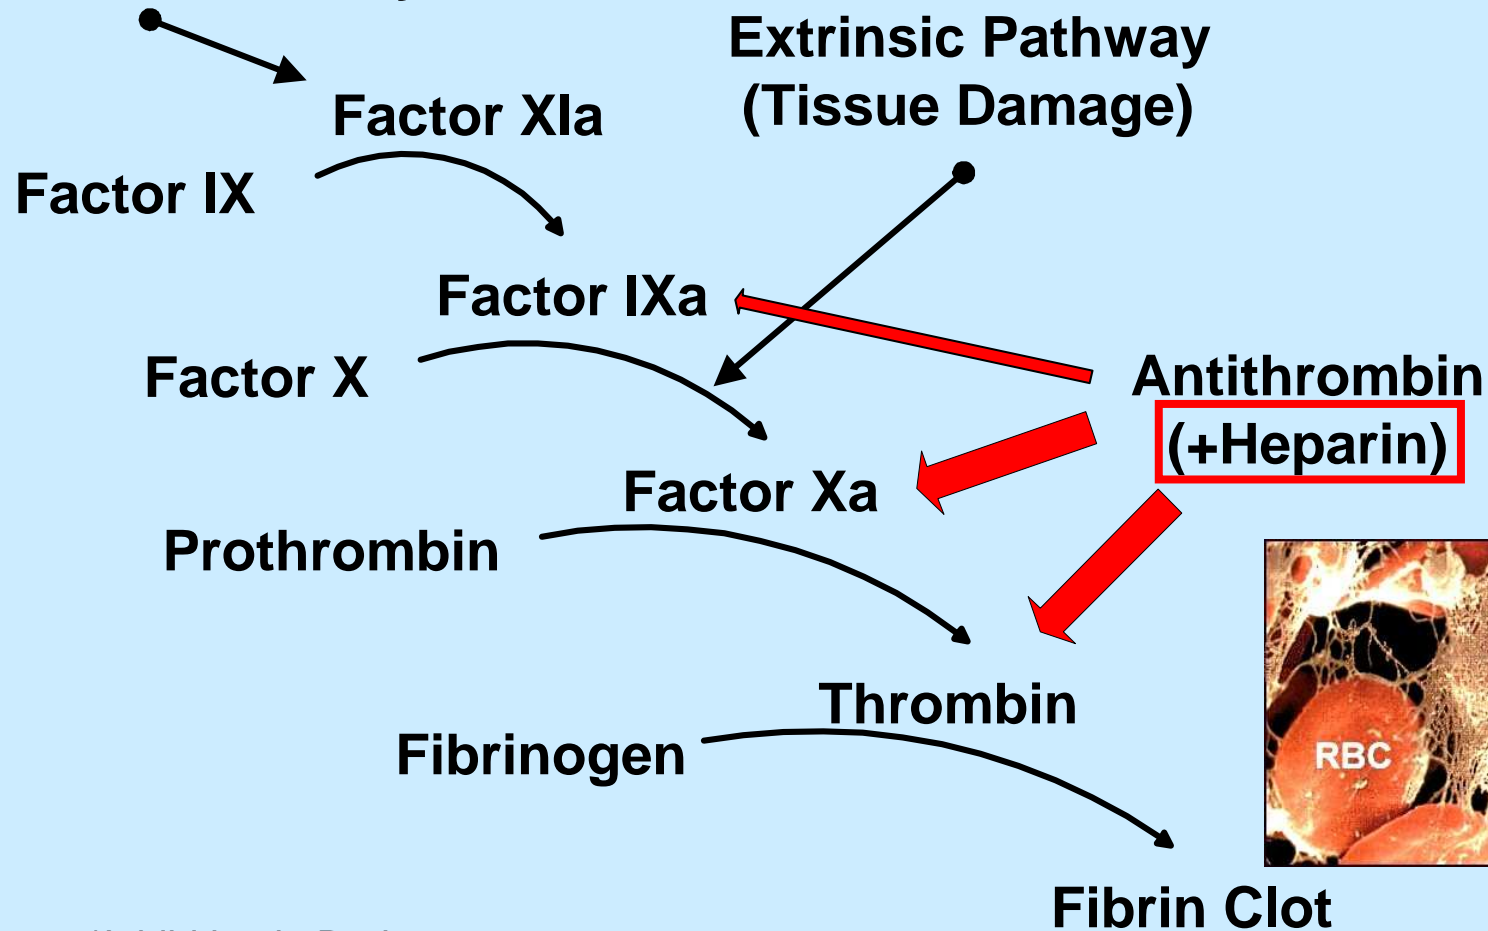 Extrinsic Pathway
(Tissue Damage)
Factor XIa
Factor IX
Factor IXa
Factor X
Antithrombin
(+Heparin)
Factor Xa
Prothrombin
Thrombin
Fibrinogen
RBC
Fibrin Clot